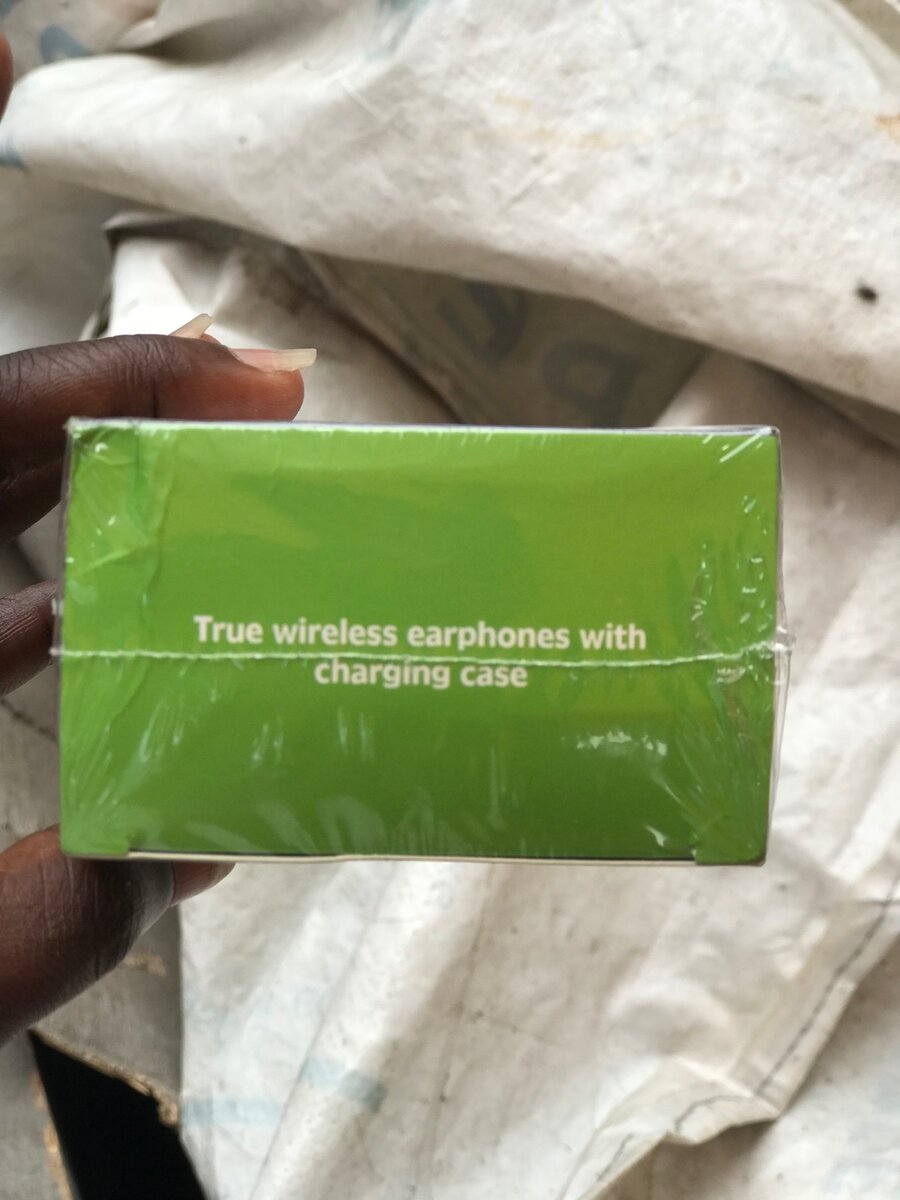 True wireless earphones with
charging case